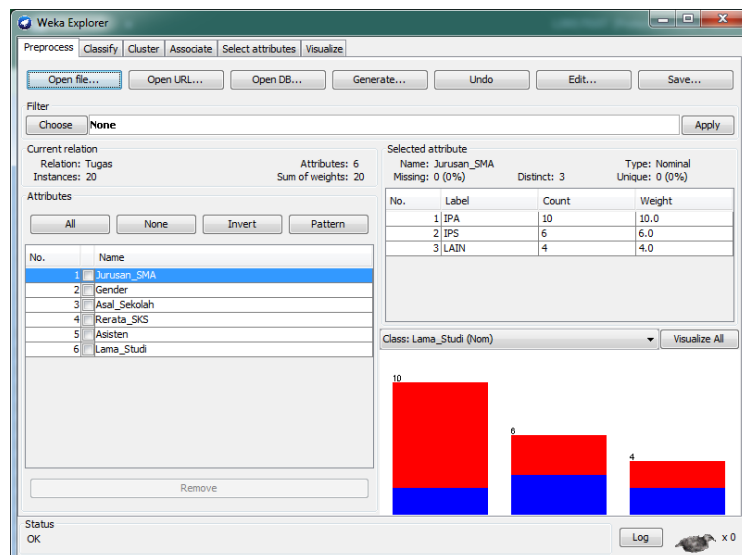 Weka Explorer
Preprocess Classify Cluster Associate Select attributes Visualize
Open file... Open URL... Open DB... Generate... Undo Edit... Save...
Filter
Choose None Apply
Current relation
Relation: Tugas Attributes: 6
Instances: 20 Sum of weights: 20
Attributes
All None Invert Pattern
No. Name
1 Jurusan_SMA
2 Gender
3 Asal_Sekolah
4 Rerata_SKS
5 Asisten
6 Lama_Studi
Remove
Selected attribute
Name: Jurusan_SMA Type: Nominal
Missing: 0 (0%) Distinct: 3 Unique: 0 (0%)
No. Label Count Weight
1 IPA 10 10.0
2 IPS 6 6.0
3 LAIN 4 4.0
Class: Lama_Studi (Nom) Visualize All
10
6
4
Status
OK
Log x 0